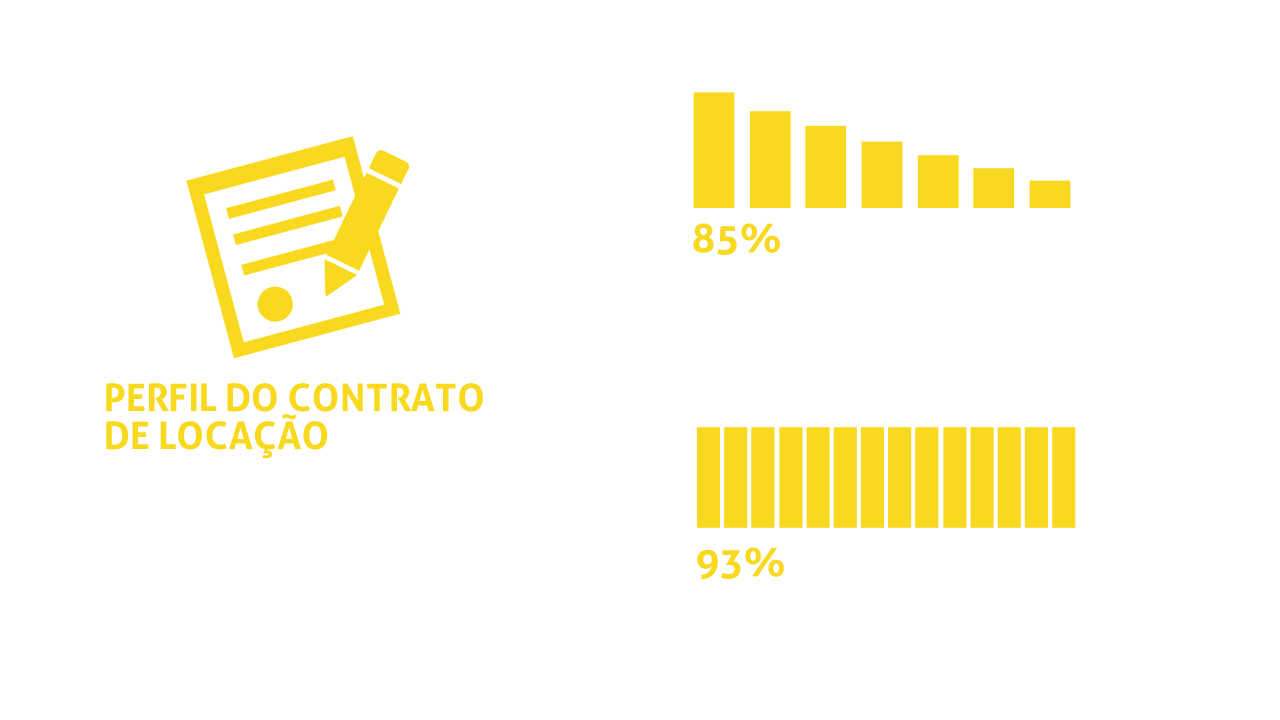 PERFIL DO CONTRATO
DE LOCAÇÃO
85%
93%